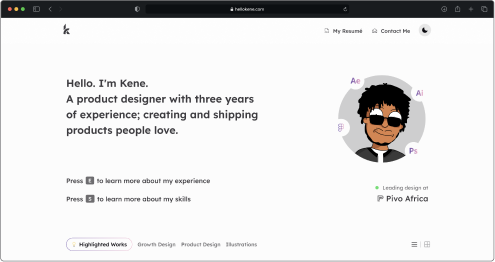 hellokene.com
k
My Resumé
Contact Me
Hello. I'm Kene.
A product designer with three years
of experience; creating and shipping
products people love.
Ae
Ai
Ps
Press E to learn more about my experience
Press S to learn more about my skills
Leading design at
Pivo Africa
Highlighted Works
Growth Design
Product Design
Illustrations